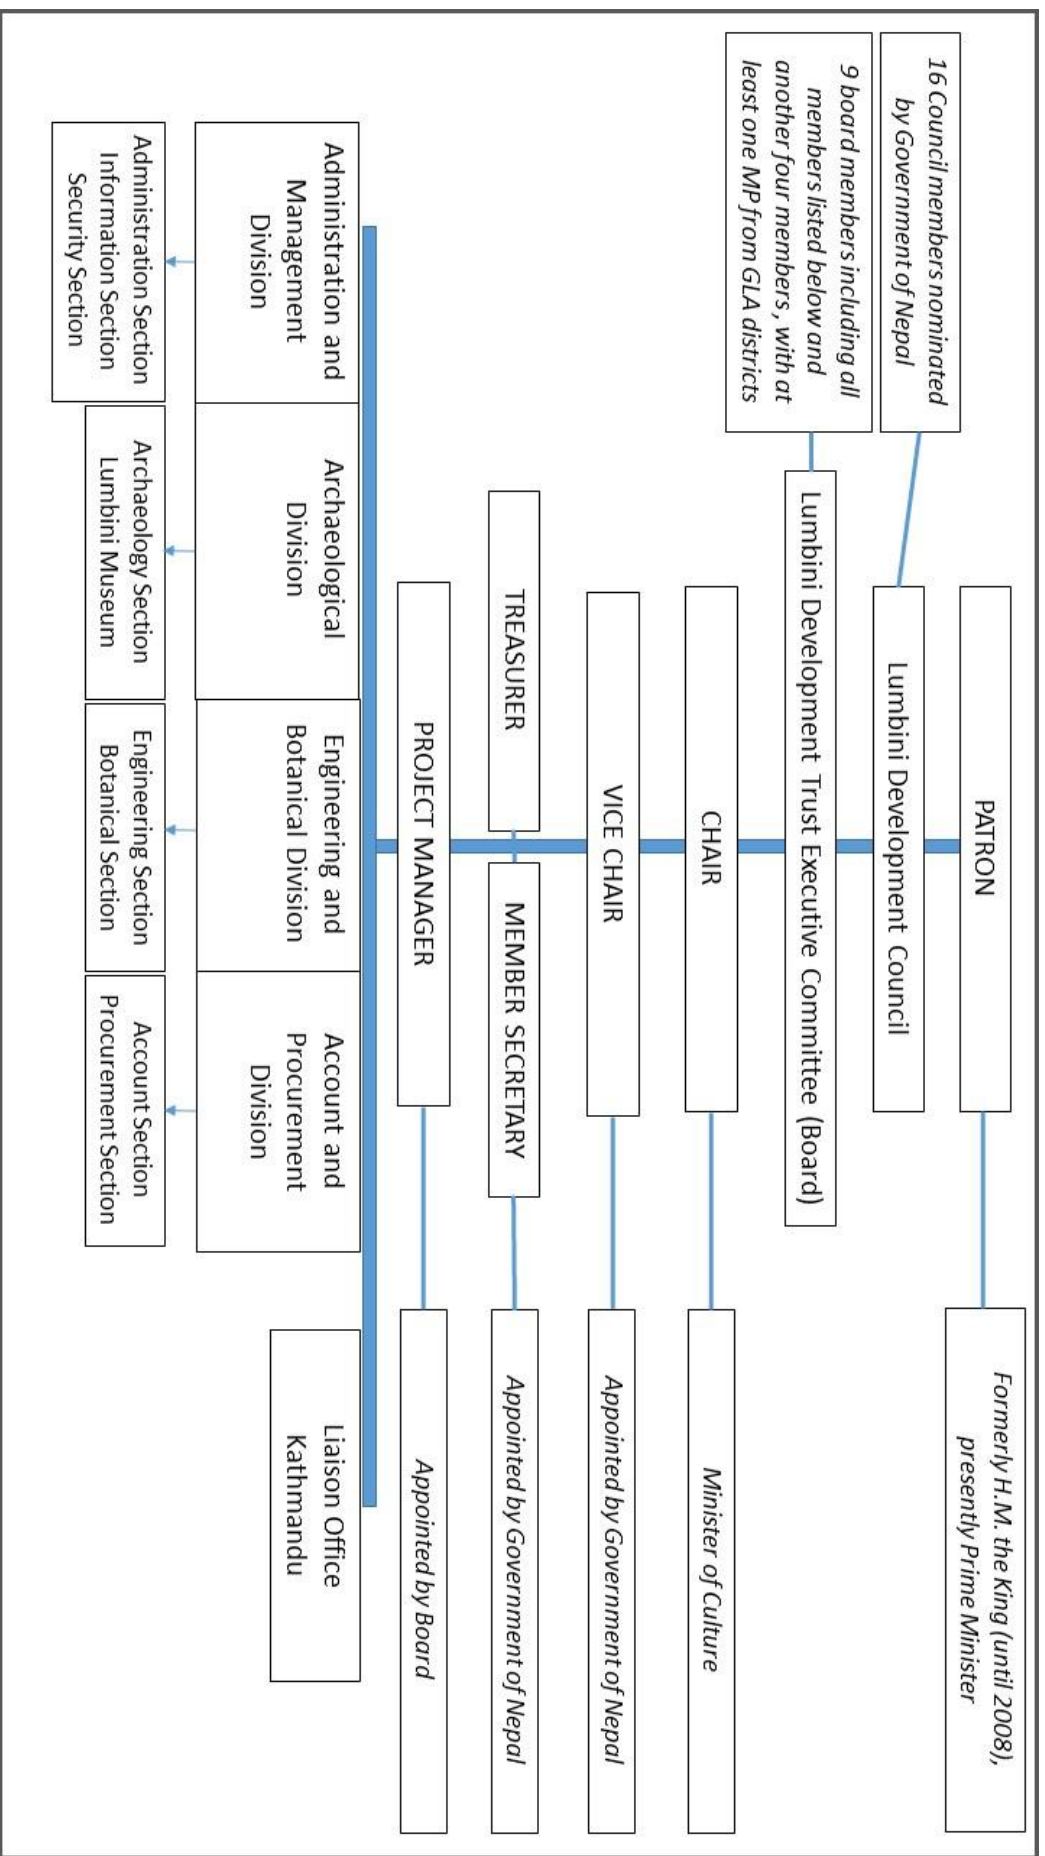 PATRON
Formerly H.M. the King (until 2008),
presently Prime Minister
16 Council members nominated
by Government of Nepal
Lumbini Development Council
9 board members including all
members listed below and
another four members, with at
least one MP from GLA districts
Lumbini Development Trust Executive Committee (Board)
CHAIR
Minister of Culture
VICE CHAIR
Appointed by Government of Nepal
TREASURER
MEMBER SECRETARY
Appointed by Government of Nepal
PROJECT MANAGER
Appointed by Board
Administration and
Management
Division
Archaeological
Division
Engineering and
Botanical Division
Account and
Procurement
Division
Liaison Office
Kathmandu
Administration Section
Information Section
Security Section
Archaeology Section
Lumbini Museum
Engineering Section
Botanical Section
Account Section
Procurement Section